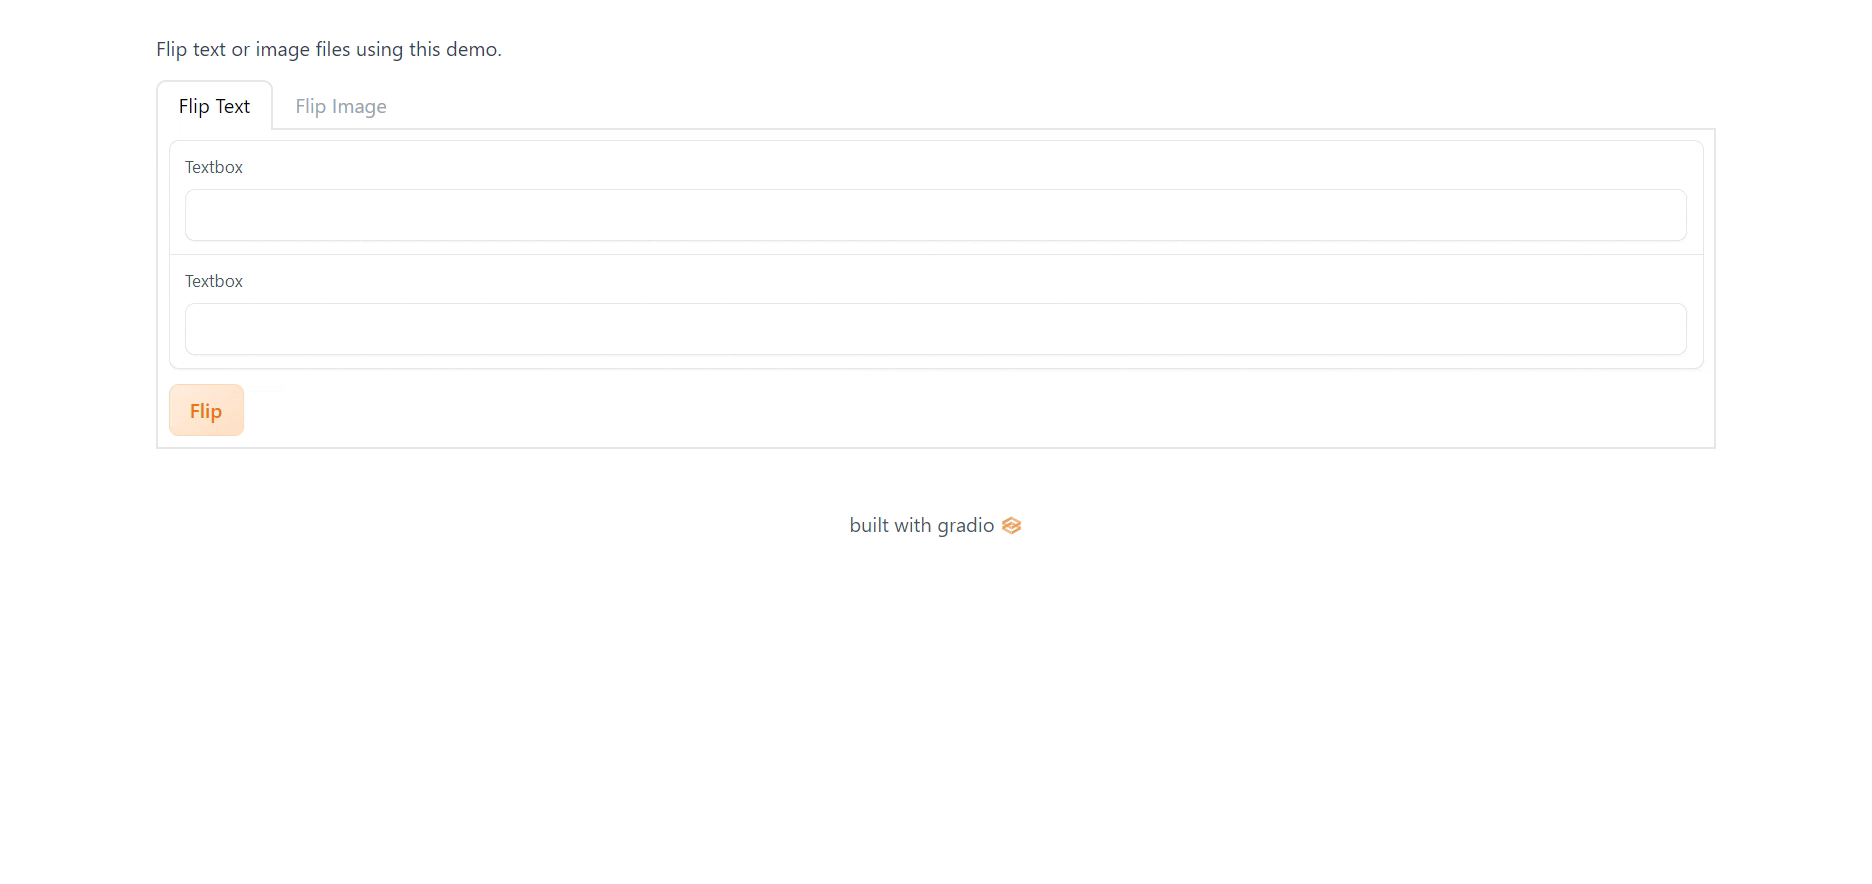 Flip text or image files using this demo.
Flip Text Flip Image
Textbox
Textbox
Flip
built with gradio